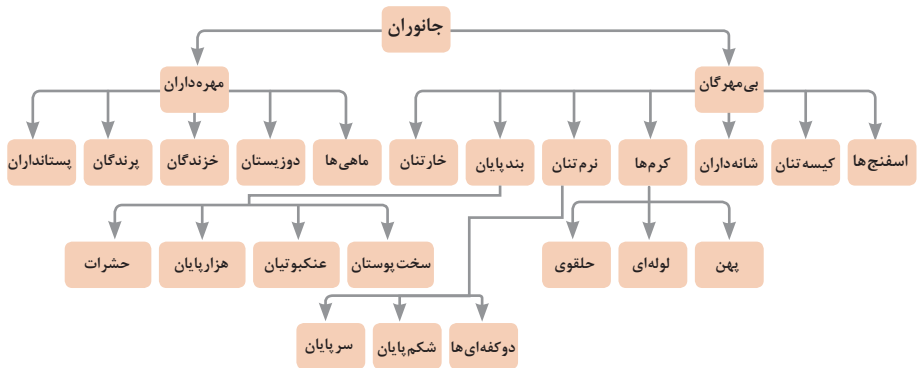 جانوران
بی‌مهرگان
مهره‌داران
اسفنج‌ها
کیسه‌تنان
شانه‌داران
کرم‌ها
نرم‌تنان
بندپایان
خارتنان
ماهی‌ها
دوزیستان
خزندگان
پرندگان
پستانداران
پهن
لوله‌ای
حلقوی
سخت‌پوستان
عنکبوتیان
هزارپایان
حشرات
دوکفه‌ای‌ها
شکم‌پایان
سرپایان